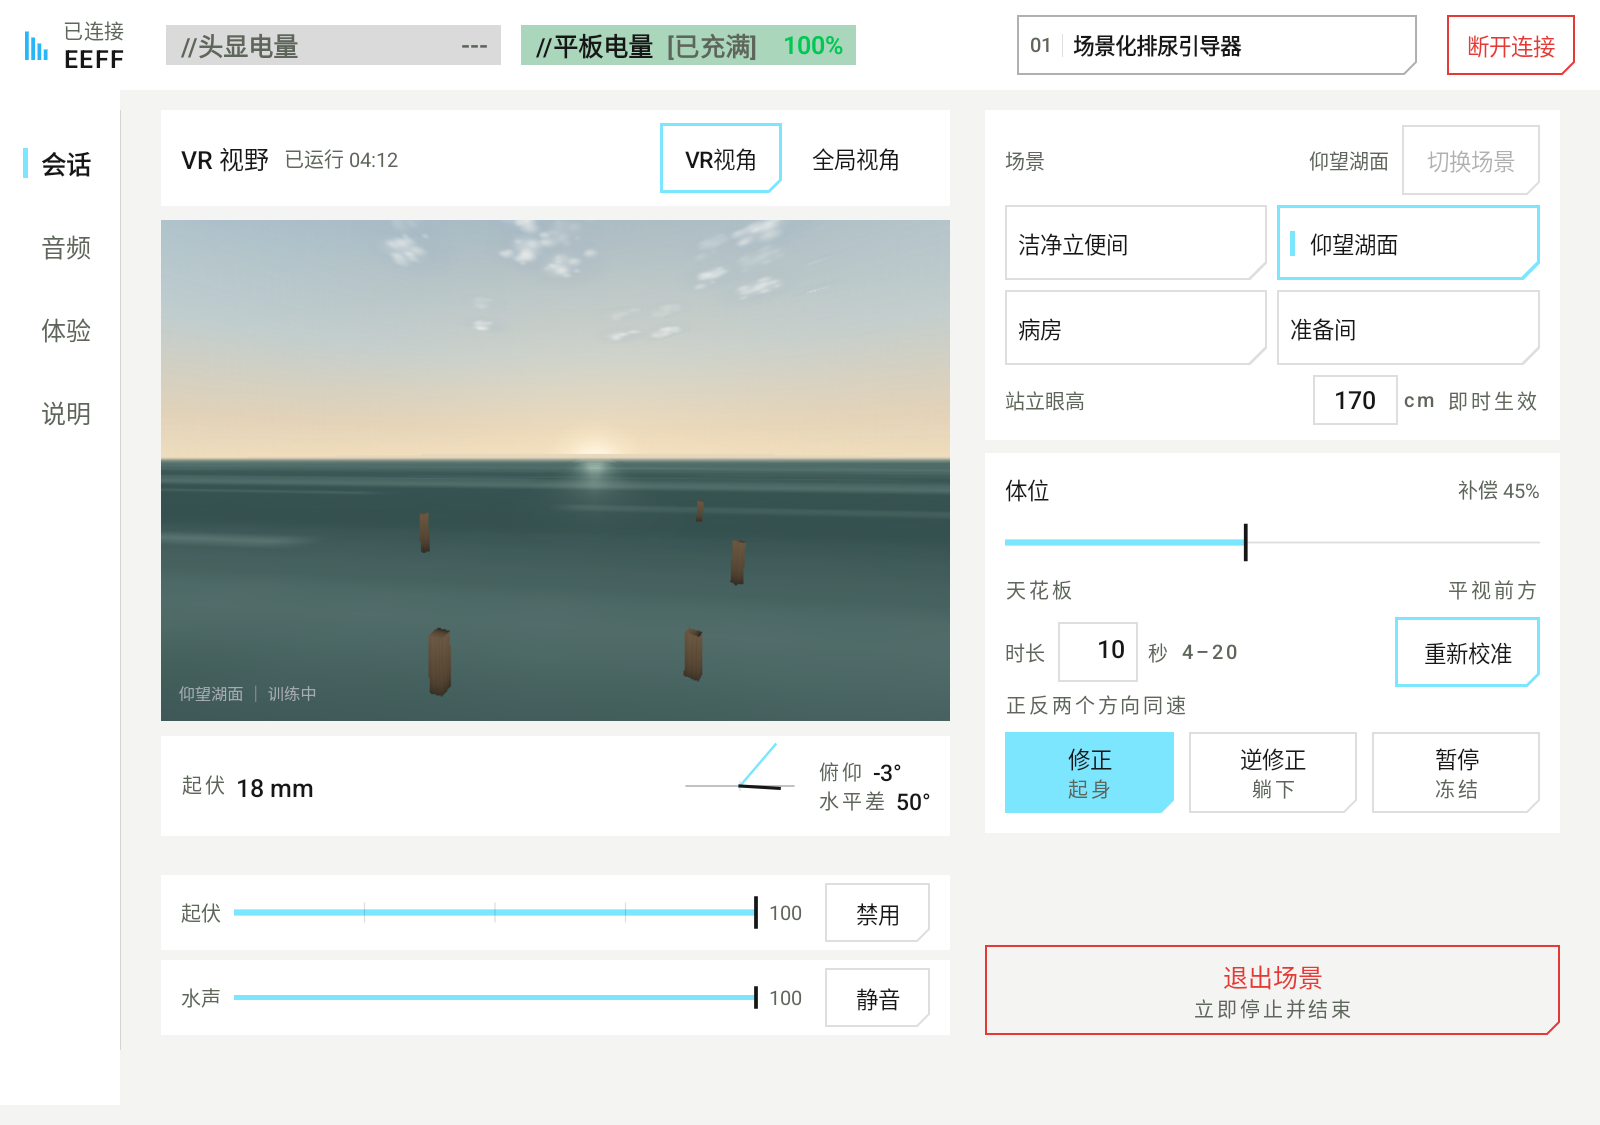 已连接
EEFF
//头显电量 ---
//平板电量 [已充满] 100%
01 场景化排尿引导器
断开连接
会话
音频
体验
说明
VR 视野 已运行 04:12
VR视角
全局视角
仰望湖面 | 训练中
起伏 18 mm
俯仰 -3°
水平差 50°
起伏 100 禁用
水声 100 静音
场景 仰望湖面 切换场景
洁净立便间
仰望湖面
病房
准备间
站立眼高 170 cm 即时生效
体位 补偿 45%
天花板 平视前方
时长 10 秒 4–20 重新校准
正反两个方向同速
修正
起身
逆修正
躺下
暂停
冻结
退出场景
立即停止并结束